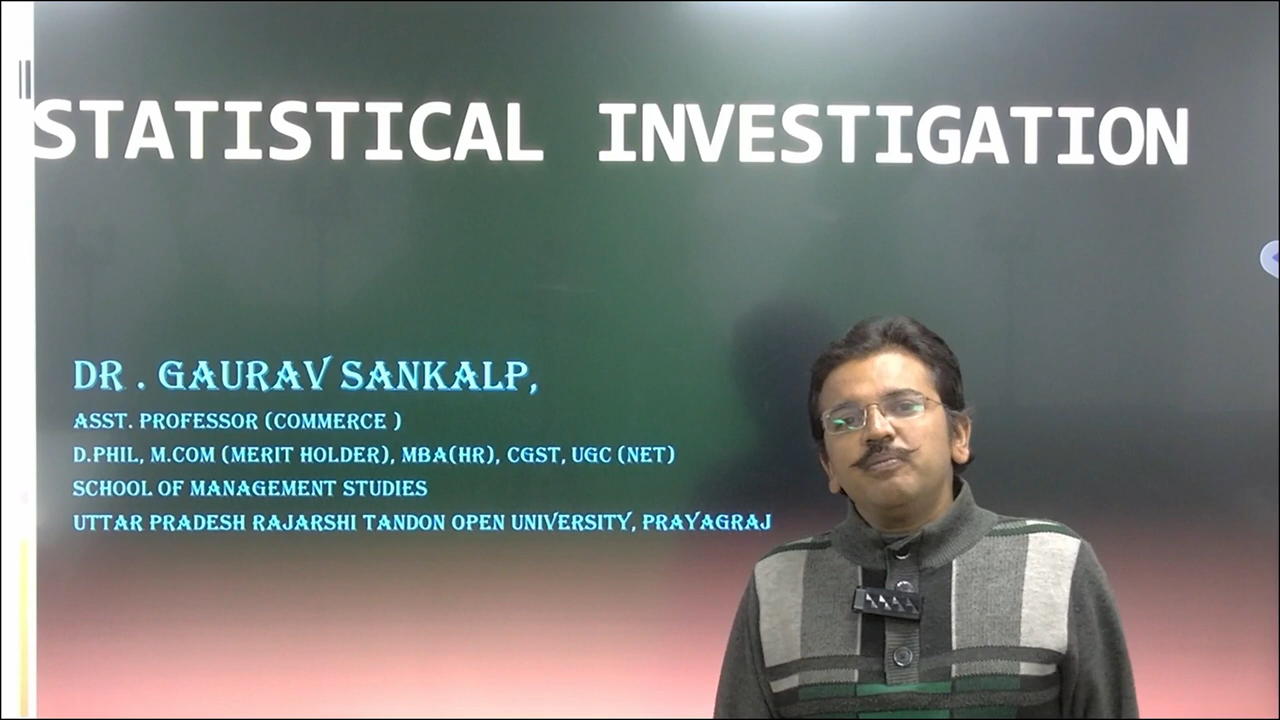 STATISTICAL INVESTIGATION
DR . GAURAV SANKALP,
ASST. PROFESSOR (COMMERCE )
D.PHIL, M.COM (MERIT HOLDER), MBA(HR), CGST, UGC (NET)
SCHOOL OF MANAGEMENT STUDIES
UTTAR PRADESH RAJARSHI TANDON OPEN UNIVERSITY, PRAYAGRAJ